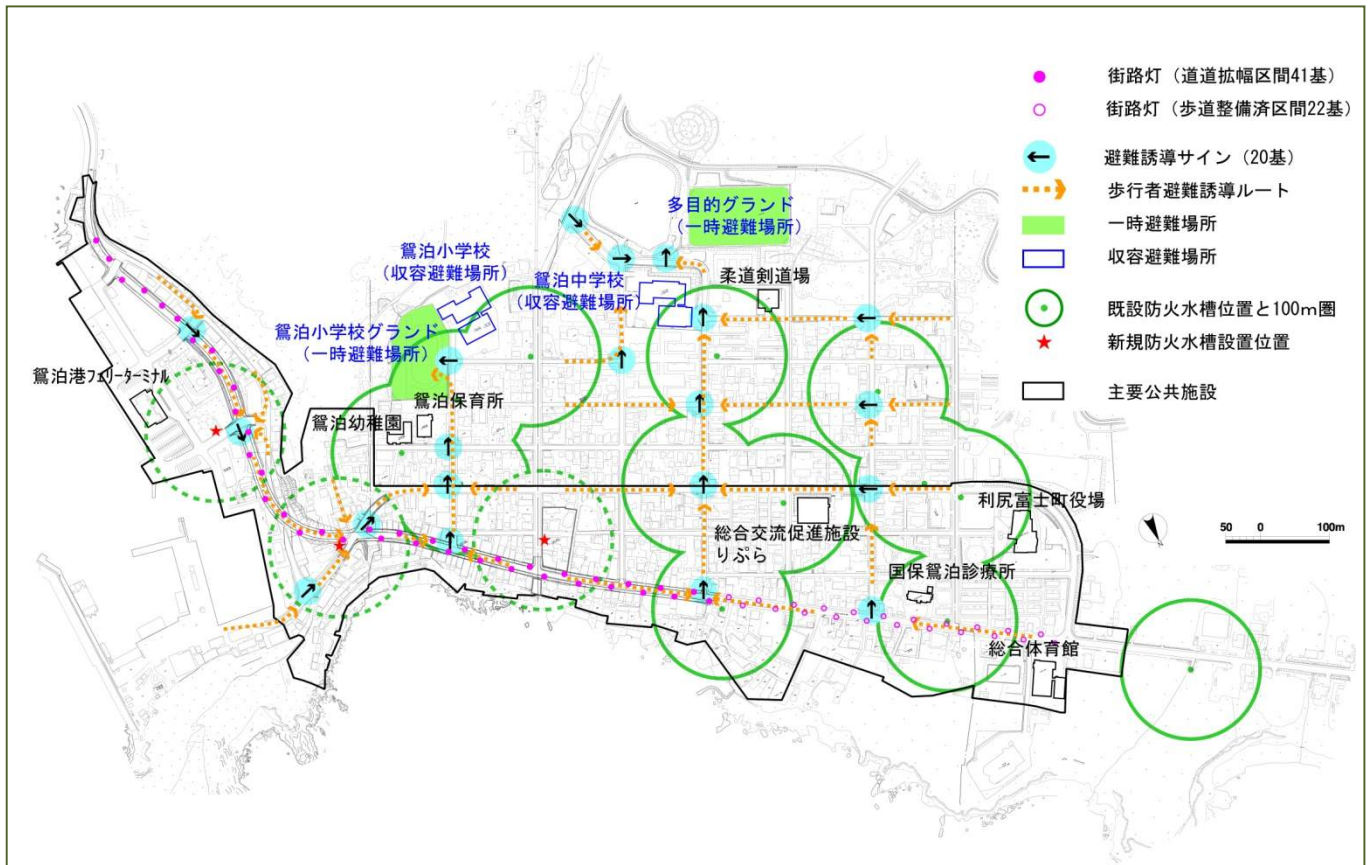 街路灯（道道拡幅区間41基）
街路灯（歩道整備済区間22基）
避難誘導サイン（20基）
歩行者避難誘導ルート
一時避難場所
収容避難場所
既設防火水槽位置と100m圏
新規防火水槽設置位置
主要公共施設
多目的グランド
（一時避難場所）
鴛泊小学校
（収容避難場所）
鴛泊中学校
（収容避難場所）
柔道剣道場
鴛泊小学校グランド
（一時避難場所）
鴛泊港フェリーターミナル
鴛泊保育所
鴛泊幼稚園
利尻富士町役場
総合交流促進施設
りぷら
国保鴛泊診療所
総合体育館
50 0 100m